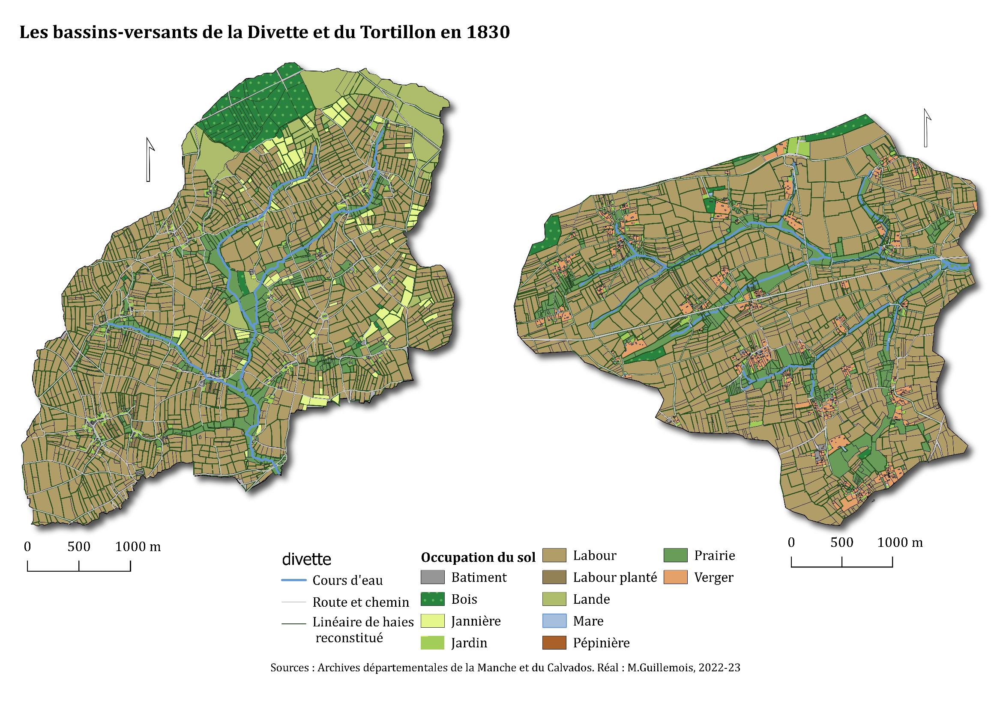 Les bassins-versants de la Divette et du Tortillon en 1830
0 500 1000 m
0 500 1000 m
divette
Cours d'eau
Route et chemin
Linéaire de haies
reconstitué
Occupation du sol
Batiment
Bois
Jannière
Jardin
Labour
Labour planté
Lande
Mare
Pépinière
Prairie
Verger
Sources : Archives départementales de la Manche et du Calvados. Réal : M.Guillemois, 2022-23